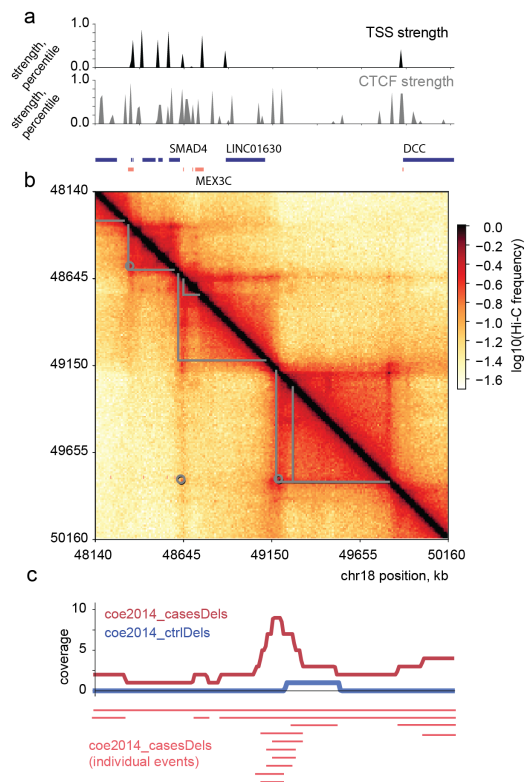 a
strength, percentile
1.0
0.0
TSS strength
strength, percentile
1.0
0.0
CTCF strength
SMAD4 LINC01630 DCC
MEX3C
b
48140
48645
49150
49655
50160
48140 48645 49150 49655 50160
chr18 position, kb
0.0
−0.2
−0.4
−0.6
−0.8
−1.0
−1.2
−1.4
−1.6
log10(Hi-C frequency)
c
coverage
10
5
0
coe2014_casesDels
coe2014_ctrlDels
coe2014_casesDels
(individual events)